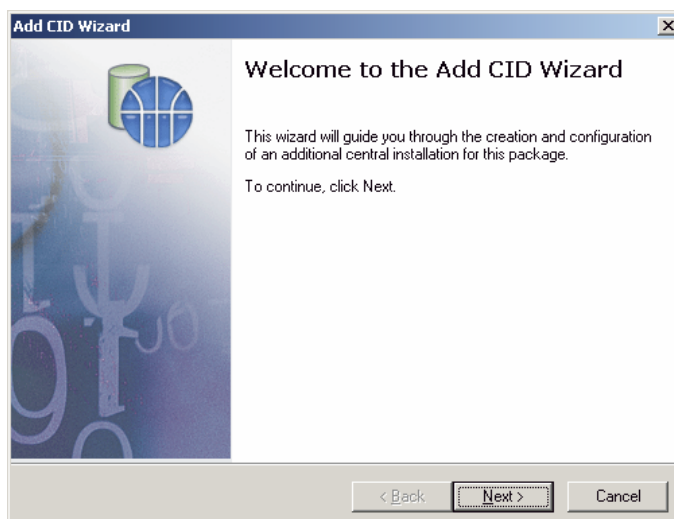 Add CID Wizard
Welcome to the Add CID Wizard
This wizard will guide you through the creation and configuration
of an additional central installation for this package.
To continue, click Next.
< Back
Next >
Cancel